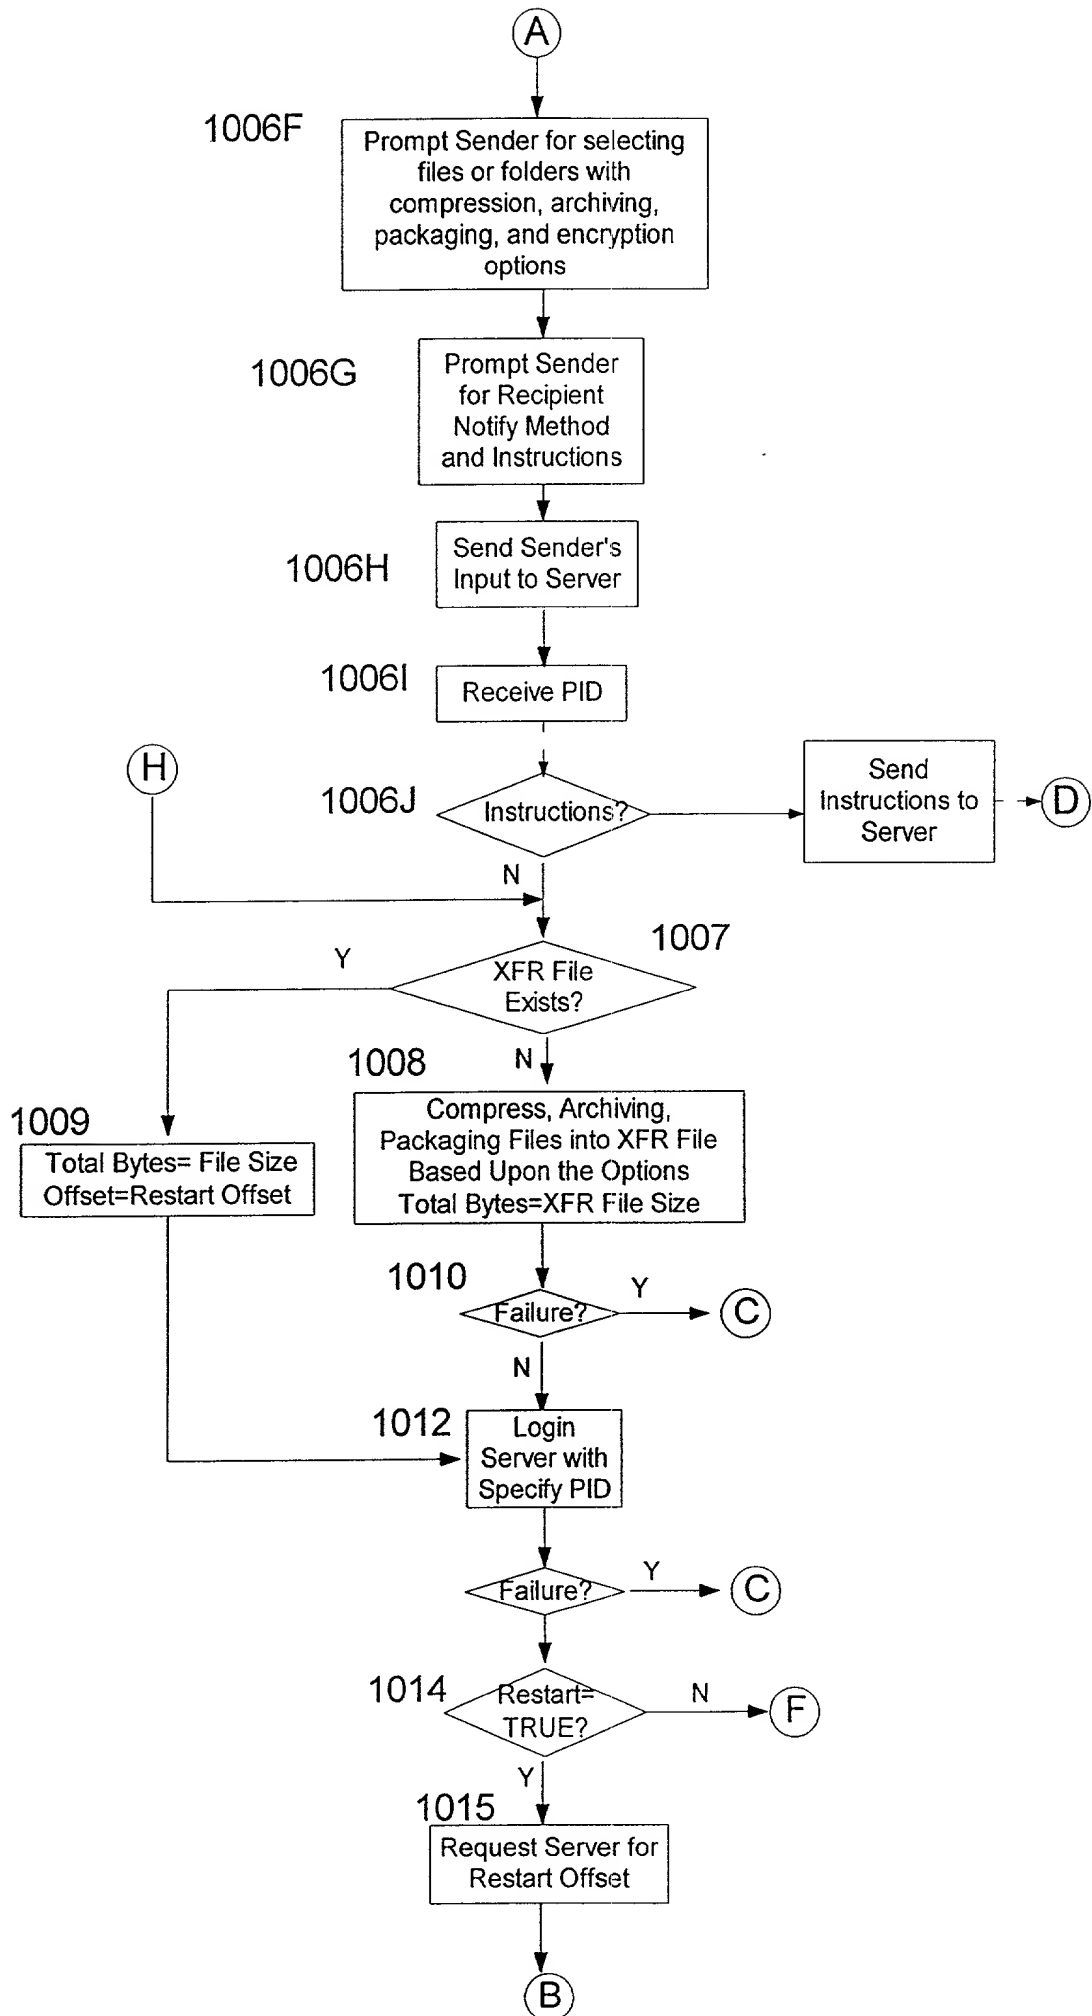 A
1006F
Prompt Sender for selecting
files or folders with
compression, archiving,
packaging, and encryption
options
1006G
Prompt Sender
for Recipient
Notify Method
and Instructions
1006H
Send Sender's
Input to Server
1006I
Receive PID
H
1006J
Instructions?
Send
Instructions to
Server
D
N
1007
Y
XFR File
Exists?
N
1008
Compress, Archiving,
Packaging Files into XFR File
Based Upon the Options
Total Bytes=XFR File Size
1009
Total Bytes= File Size
Offset=Restart Offset
1010
Failure?
Y
C
N
1012
Login
Server with
Specify PID
Failure?
Y
C
1014
Restart=
TRUE?
N
F
Y
1015
Request Server for
Restart Offset
B